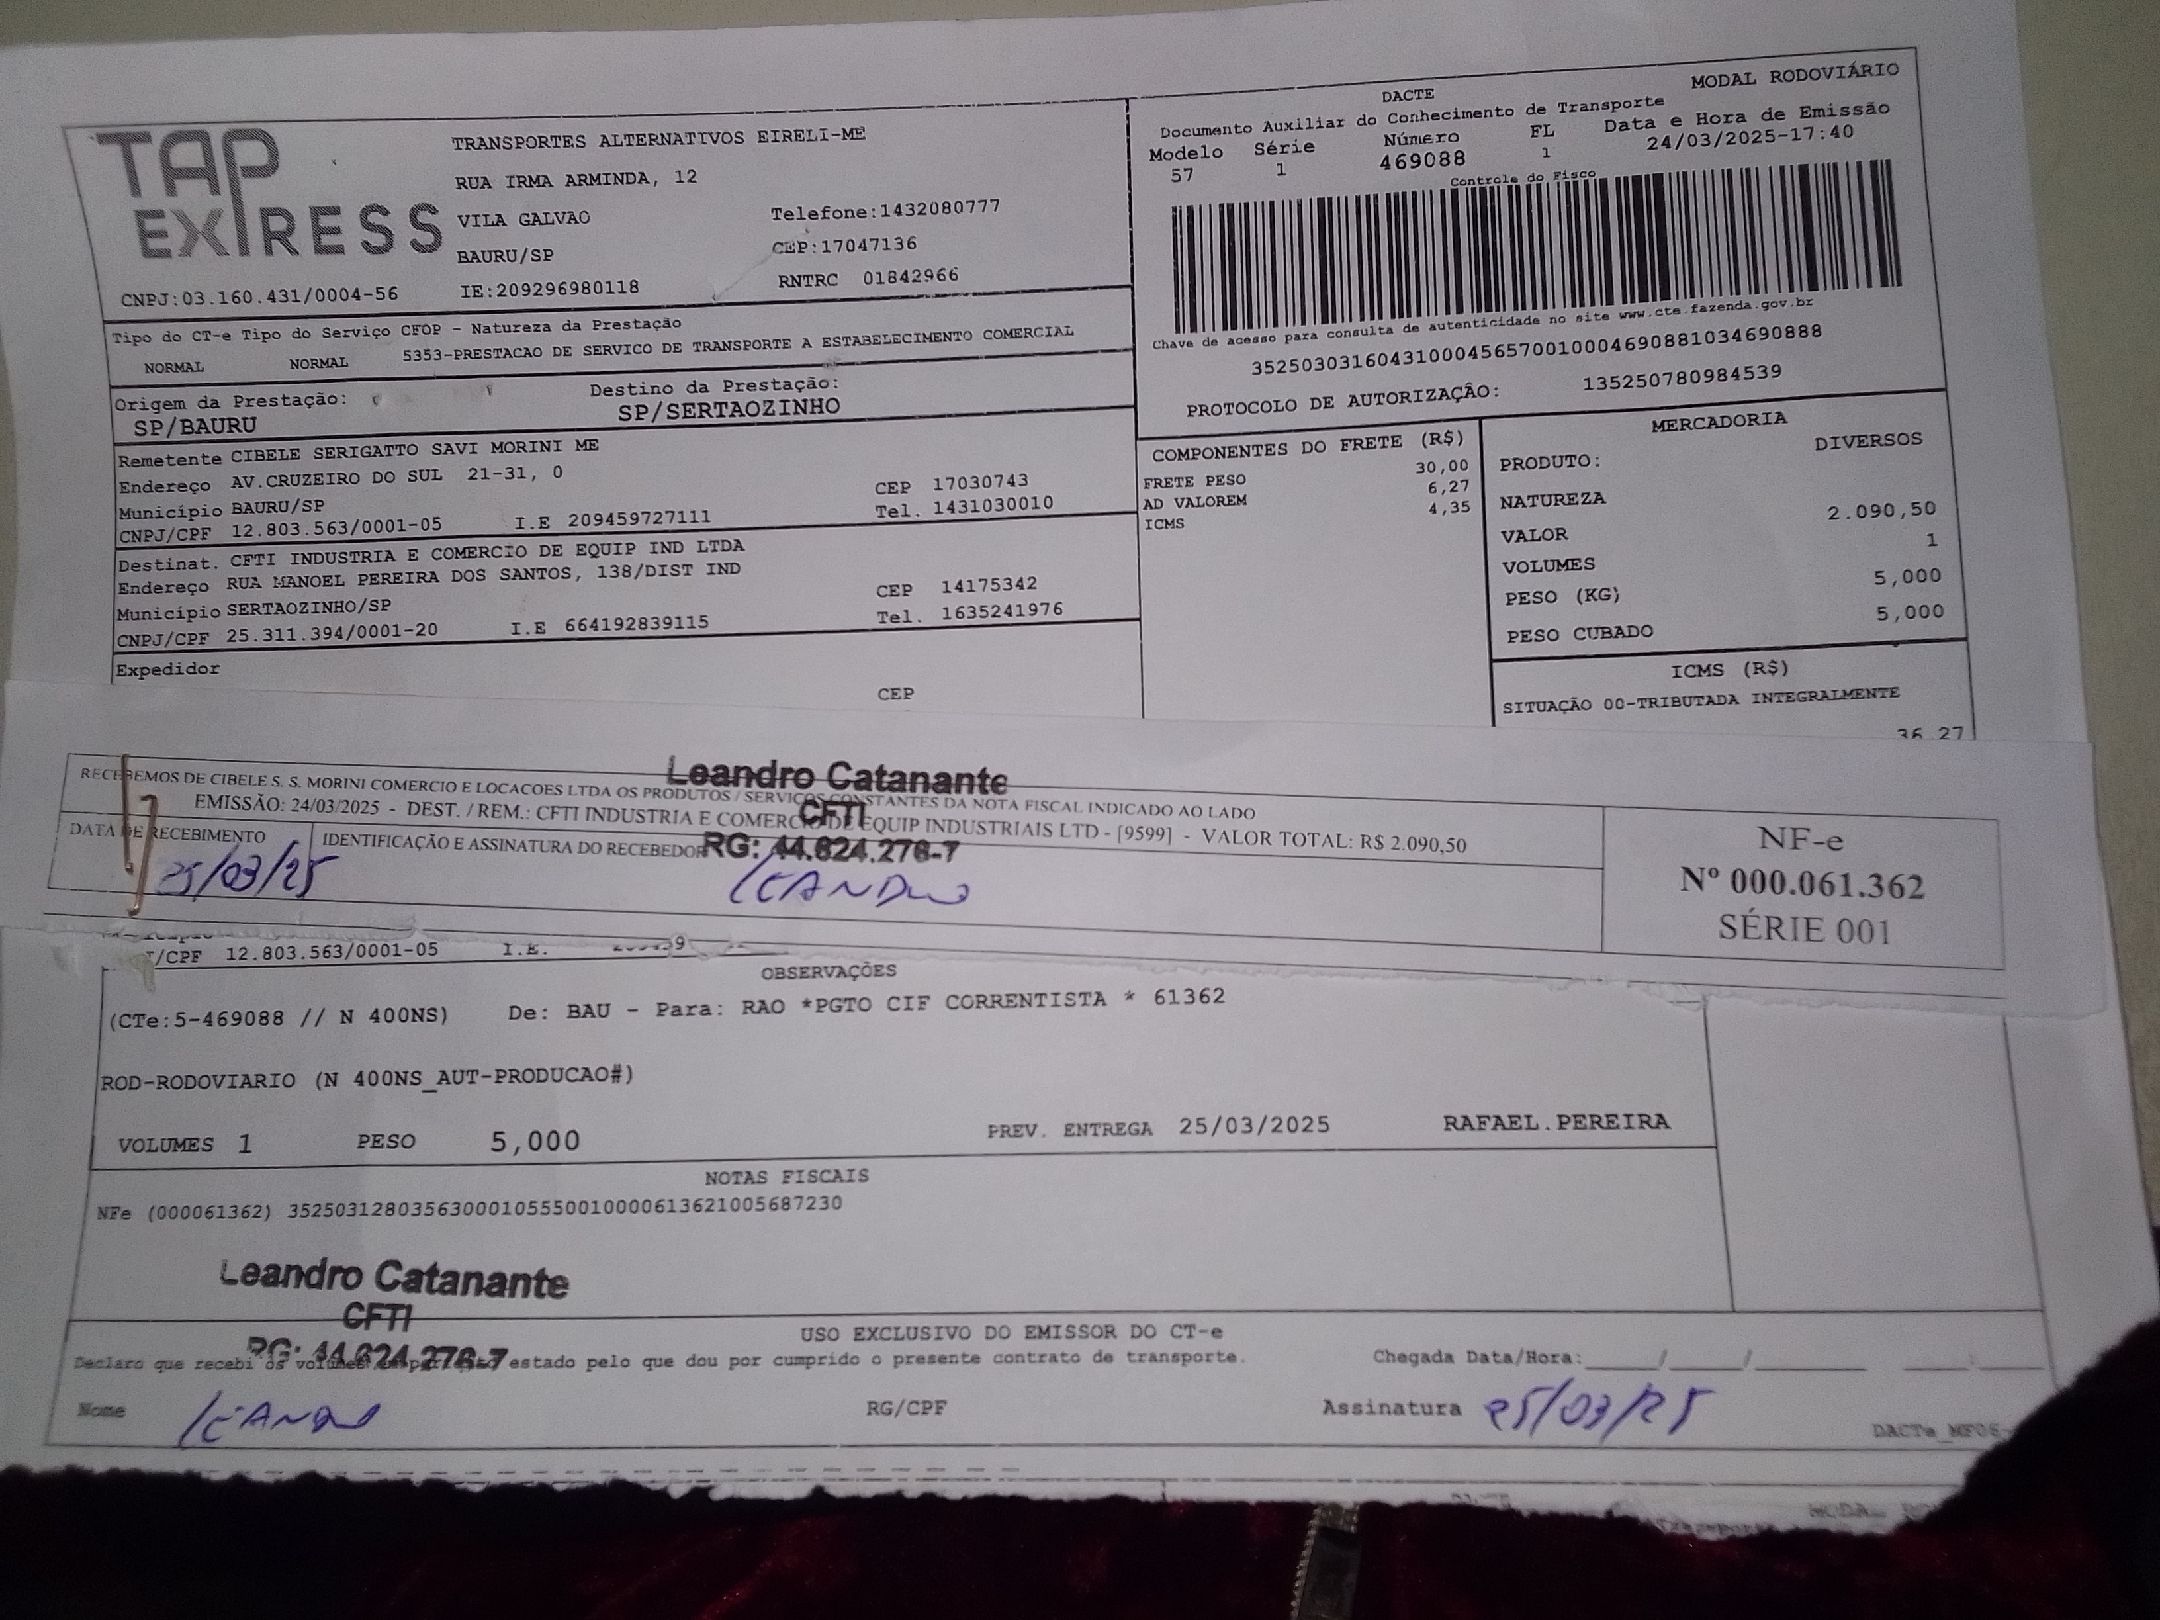 TAP EXPRESS
TRANSPORTES ALTERNATIVOS EIRELI-ME
RUA IRMA ARMINDA, 12
VILA GALVAO Telefone:1432080777
BAURU/SP CEP:17047136
CNPJ:03.160.431/0004-56 IE:209296980118 RNTRC 01842966
MODAL RODOVIÁRIO
DACTE
Documento Auxiliar do Conhecimento de Transporte
Modelo Série Número FL Data e Hora de Emissão
57 1 469088 1 24/03/2025-17:40
Controle do Fisco
Chave de acesso para consulta de autenticidade no site www.cte.fazenda.gov.br
35250303160431000456570010004690881034690888
PROTOCOLO DE AUTORIZAÇÃO: 135250780984539
Tipo do CT-e Tipo do Serviço CFOP - Natureza da Prestação
NORMAL NORMAL 5353-PRESTACAO DE SERVICO DE TRANSPORTE A ESTABELECIMENTO COMERCIAL
Origem da Prestação: Destino da Prestação:
SP/BAURU SP/SERTAOZINHO
Remetente CIBELE SERIGATTO SAVI MORINI ME
Endereço AV.CRUZEIRO DO SUL 21-31, 0 CEP 17030743
Município BAURU/SP Tel. 1431030010
CNPJ/CPF 12.803.563/0001-05 I.E 209459727111
Destinat. CFTI INDUSTRIA E COMERCIO DE EQUIP IND LTDA
Endereço RUA MANOEL PEREIRA DOS SANTOS, 138/DIST IND CEP 14175342
Município SERTAOZINHO/SP Tel. 1635241976
CNPJ/CPF 25.311.394/0001-20 I.E 664192839115
Expedidor
CEP
COMPONENTES DO FRETE (R$)
FRETE PESO 30,00
AD VALOREM 6,27
ICMS 4,35
MERCADORIA
PRODUTO: DIVERSOS
NATUREZA
VALOR 2.090,50
VOLUMES 1
PESO (KG) 5,000
PESO CUBADO 5,000
ICMS (R$)
SITUAÇÃO 00-TRIBUTADA INTEGRALMENTE
36,27
RECEBEMOS DE CIBELE S. S. MORINI COMERCIO E LOCACOES LTDA OS PRODUTOS / SERVIÇOS CONSTANTES DA NOTA FISCAL INDICADO AO LADO
EMISSÃO: 24/03/2025 - DEST. / REM.: CFTI INDUSTRIA E COMERCIO DE EQUIP INDUSTRIAIS LTD - [9599] - VALOR TOTAL: R$ 2.090,50
DATA DE RECEBIMENTO IDENTIFICAÇÃO E ASSINATURA DO RECEBEDOR
25/03/25
Leandro Catanante
CFTI
RG: 44.824.276-7
LEANDRO
NF-e
Nº 000.061.362
SÉRIE 001
/CPF 12.803.563/0001-05 I.E.
OBSERVAÇÕES
(CTe:5-469088 // N 400NS) De: BAU - Para: RAO *PGTO CIF CORRENTISTA * 61362
ROD-RODOVIARIO (N 400NS_AUT-PRODUCAO#)
VOLUMES 1 PESO 5,000 PREV. ENTREGA 25/03/2025 RAFAEL.PEREIRA
NOTAS FISCAIS
NFe (000061362) 35250312803563000105550010000613621005687230
Leandro Catanante
CFTI
RG: 44.824.276-7
USO EXCLUSIVO DO EMISSOR DO CT-e
Declaro que recebi os volumes estado pelo que dou por cumprido o presente contrato de transporte. Chegada Data/Hora:
Nome LEANDRO RG/CPF Assinatura 25/03/25